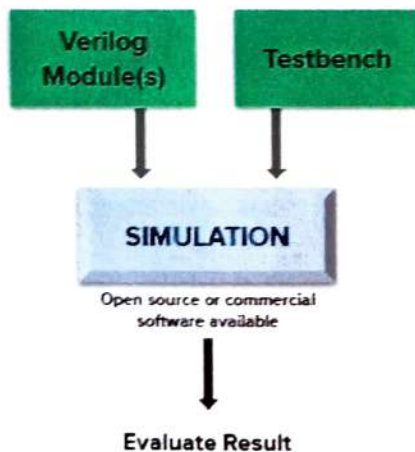 Verilog
Module(s)
Testbench
SIMULATION
Open source or commercial
software available
Evaluate Result